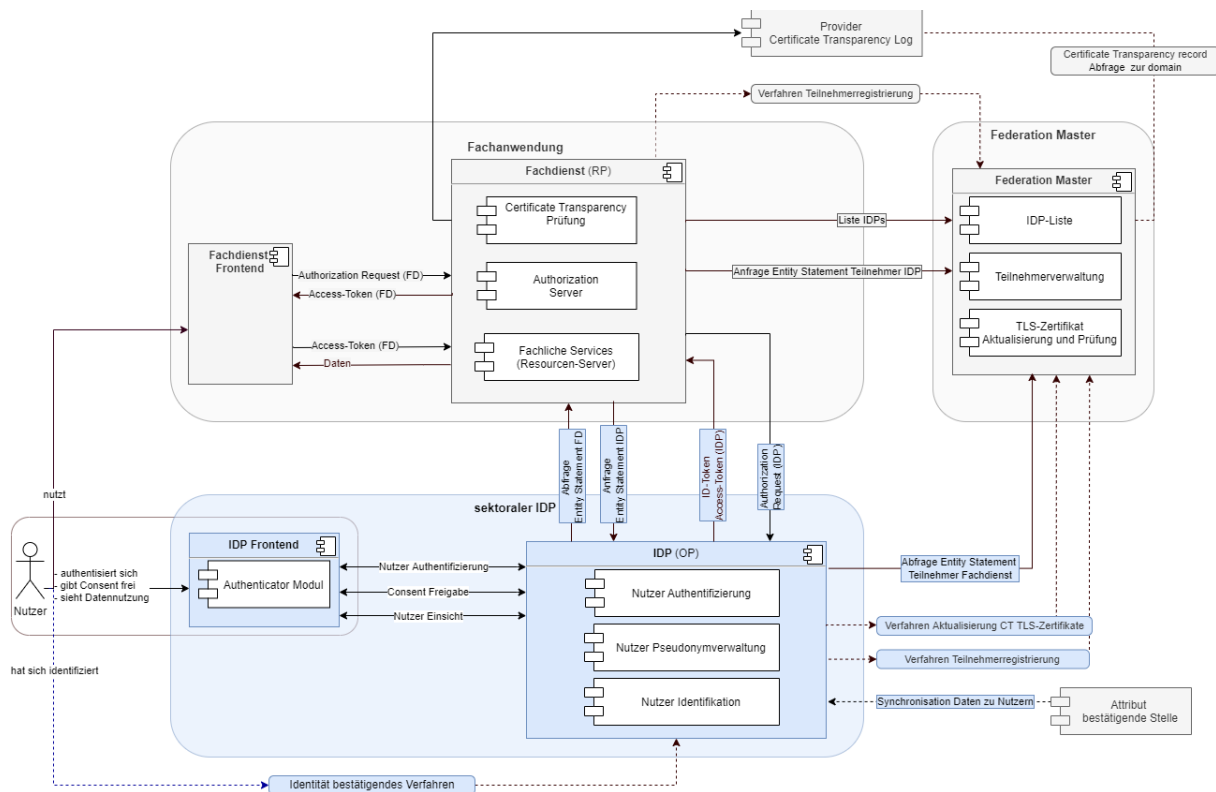 Provider
Certificate Transparency Log
Certificate Transparency record
Abfrage zur domain
Verfahren Teilnehmerregistrierung
Fachanwendung
Federation Master
Fachdienst (RP)
Federation Master
Certificate Transparency
Prüfung
IDP-Liste
Liste IDPs
Fachdienst
Frontend
Authorization Request (FD)
Access-Token (FD)
Authorization
Server
Anfrage Entity Statement Teilnehmer IDP
Teilnehmerverwaltung
TLS-Zertifikat
Aktualisierung und Prüfung
Access-Token (FD)
Daten
Fachliche Services
(Resourcen-Server)
Abfrage
Entity Statement FD
Anfrage
Entity Statement IDP
ID-Token
Access-Token (IDP)
Authorization
Request (IDP)
nutzt
sektoraler IDP
IDP Frontend
Authenticator Modul
IDP (OP)
Nutzer Authentifizierung
Consent Freigabe
Nutzer Einsicht
Nutzer Authentifizierung
Nutzer Pseudonymverwaltung
Nutzer Identifikation
- authentisiert sich
- gibt Consent frei
- sieht Datennutzung
Nutzer
Abfrage Entity Statement
Teilnehmer Fachdienst
Verfahren Aktualisierung CT TLS-Zertifikate
Verfahren Teilnehmerregistrierung
hat sich identifiziert
Synchronisation Daten zu Nutzern
Attribut
bestätigende Stelle
Identität bestätigendes Verfahren